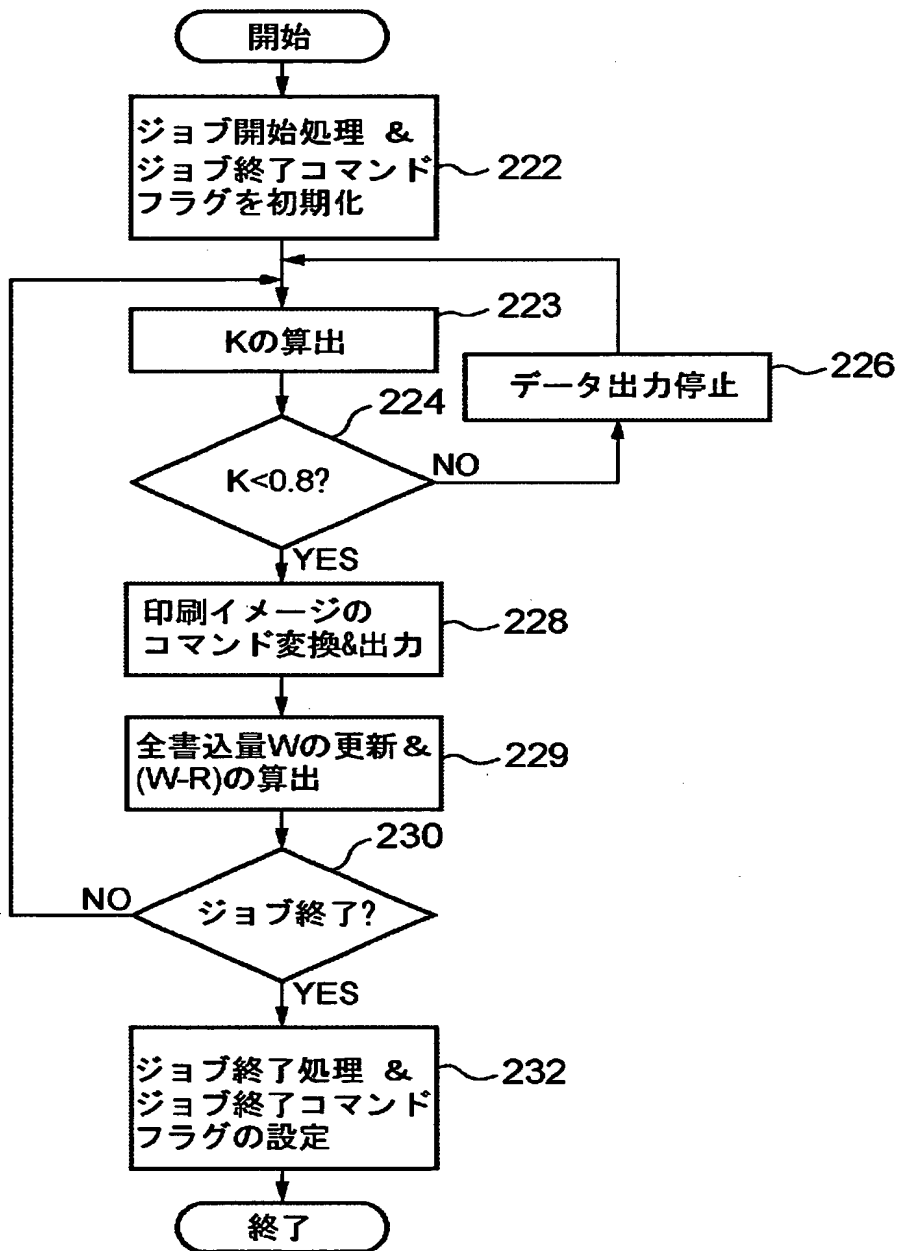 開始
ジョブ開始処理 &
ジョブ終了コマンド
フラグを初期化
222
Kの算出
223
データ出力停止
226
224
K<0.8?
NO
YES
印刷イメージの
コマンド変換&出力
228
全書込量Wの更新&
(W-R)の算出
229
230
ジョブ終了?
NO
YES
ジョブ終了処理 &
ジョブ終了コマンド
フラグの設定
232
終了